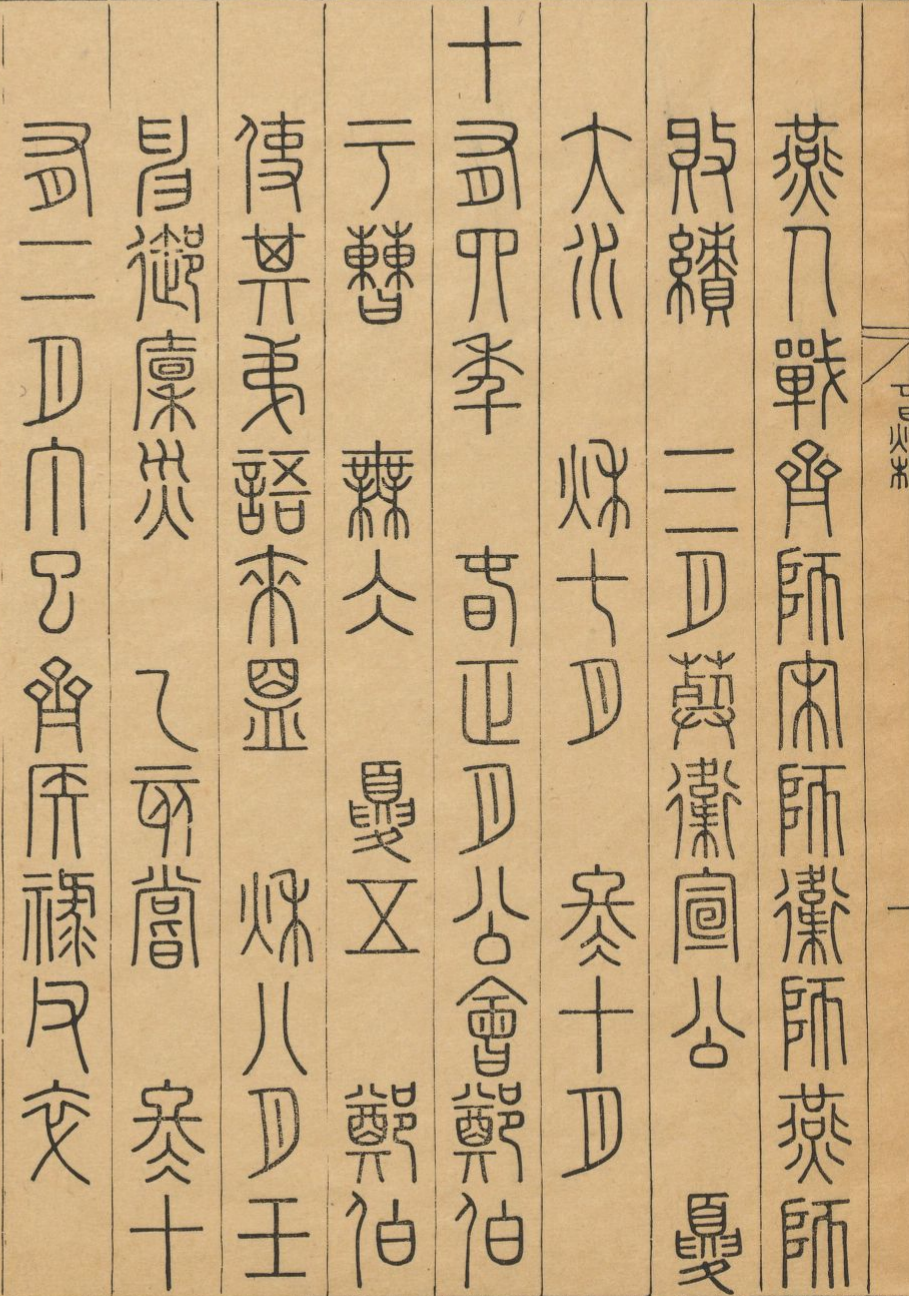 燕人戰齊師宋師衛師燕師
敗績　三月葬衛宣公　夏
大水　秋七月　冬十月
十有四年　春正月公會鄭伯
于曹　無冰　夏五　鄭伯
使其弟語來盟　秋八月壬
申御廩災　乙亥嘗　冬十
有二月丁巳齊侯祿父卒